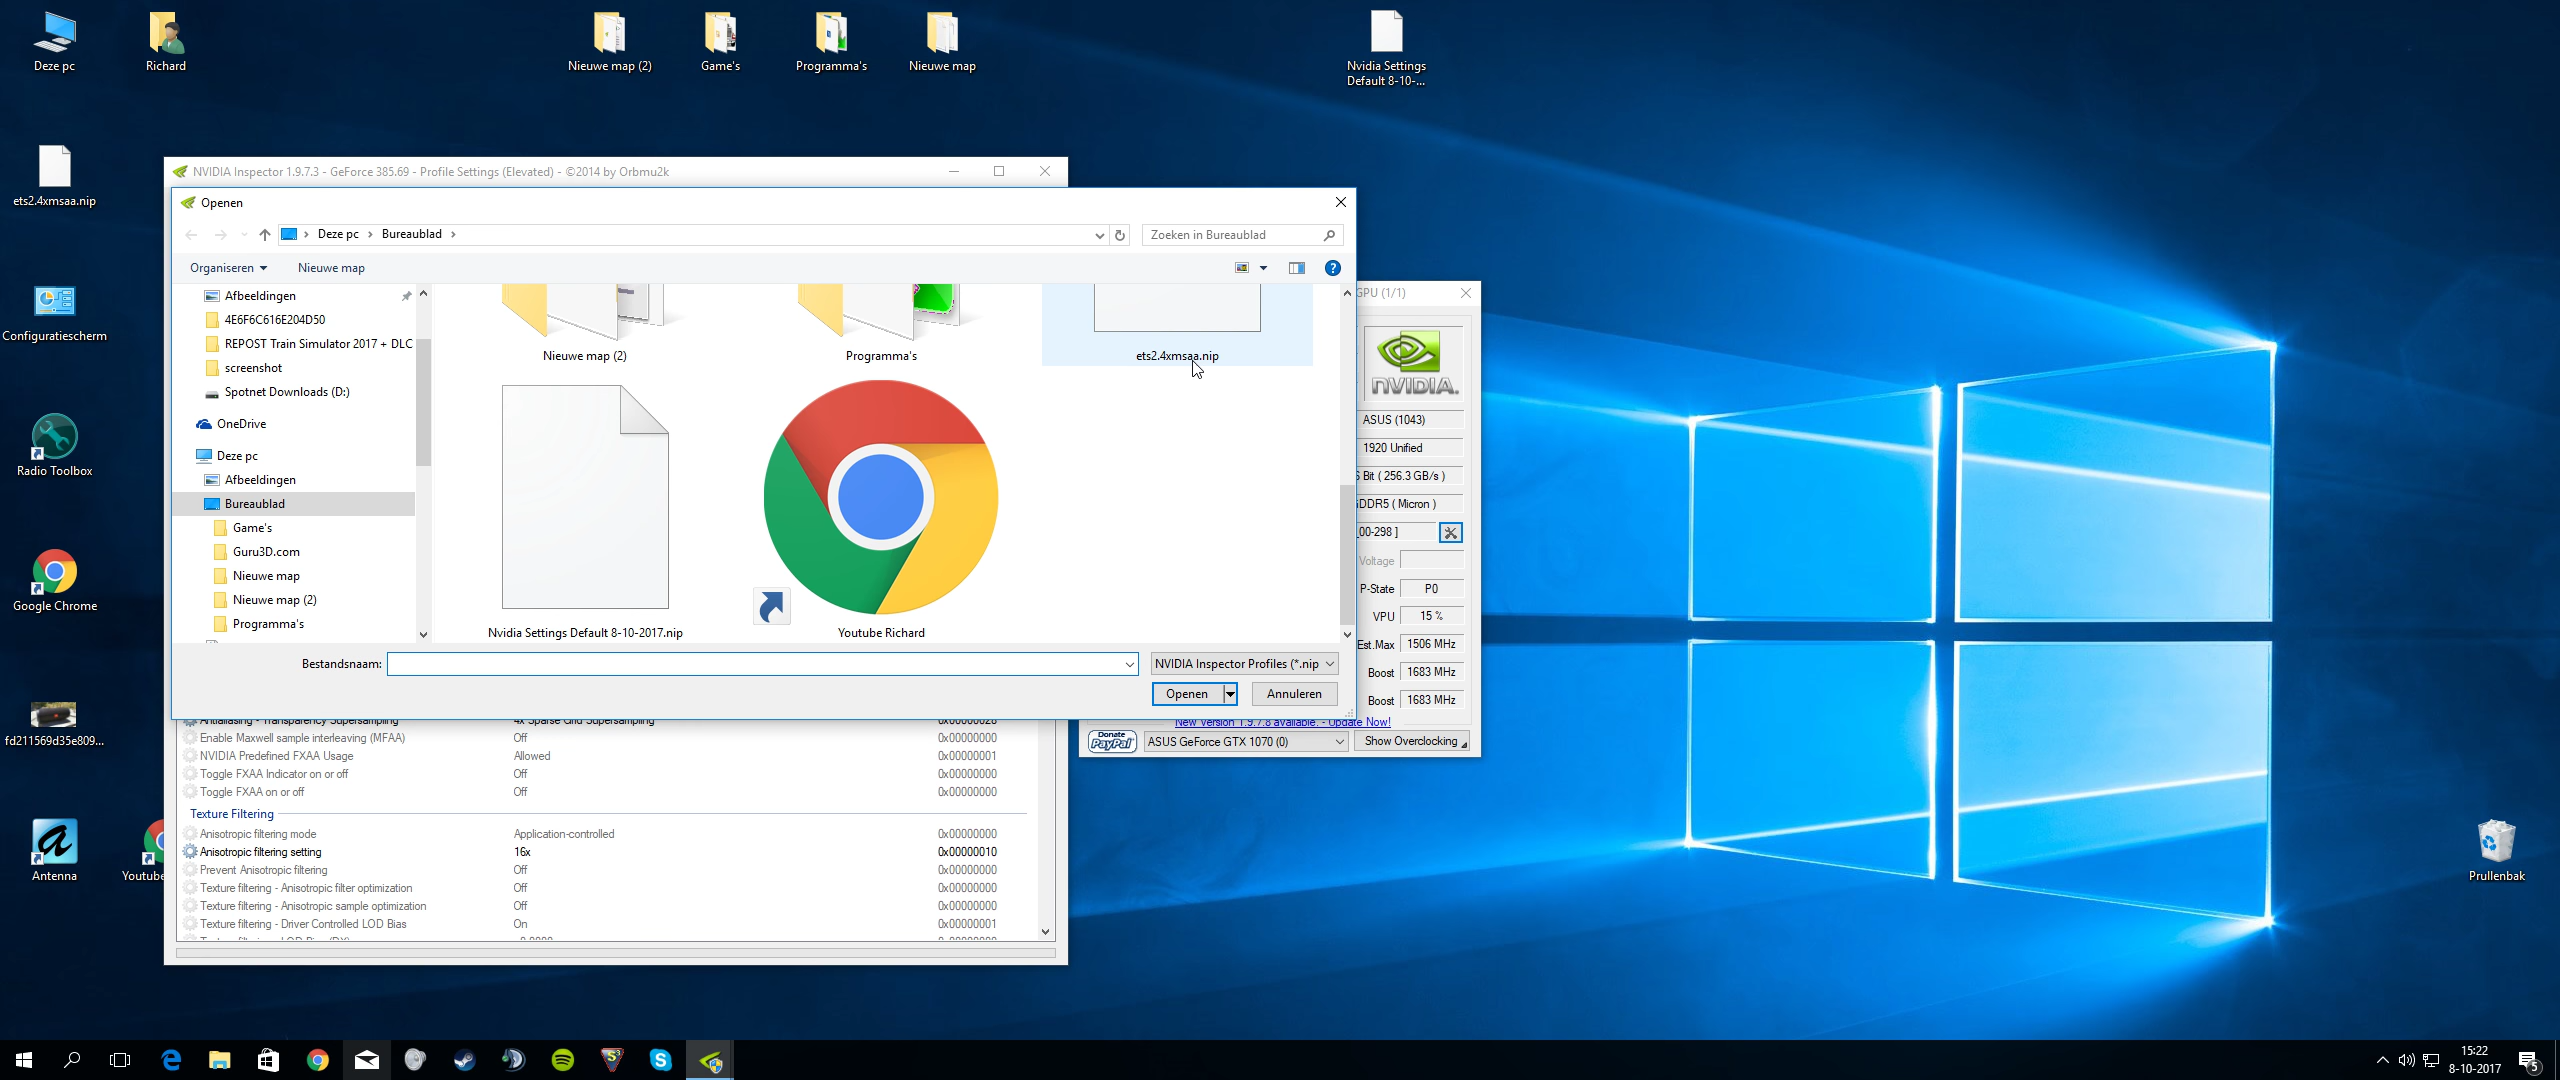 Deze pc
Richard
Nieuwe map (2)
Game's
Programma's
Nieuwe map
Nvidia Settings
Default 8-10-...
ets2.4xmsaa.nip
Configuratiescherm
Radio Toolbox
Google Chrome
fd211569d35e809...
Antenna
Youtube
Prullenbak
NVIDIA Inspector 1.9.7.3 - GeForce 385.69 - Profile Settings (Elevated) - ©2014 by Orbmu2k
Openen
Deze pc
Bureaublad
Zoeken in Bureaublad
Organiseren
Nieuwe map
Afbeeldingen
4E6F6C616E204D50
REPOST Train Simulator 2017 + DLC
screenshot
Spotnet Downloads (D:)
OneDrive
Deze pc
Afbeeldingen
Bureaublad
Game's
Guru3D.com
Nieuwe map
Nieuwe map (2)
Programma's
Nieuwe map (2)
Programma's
ets2.4xmsaa.nip
Nvidia Settings Default 8-10-2017.nip
Youtube Richard
Bestandsnaam:
NVIDIA Inspector Profiles (*.nip
Openen
Annuleren
Antialiasing - Transparency Supersampling 4x Sparse Grid Supersampling 0x00000028
Enable Maxwell sample interleaving (MFAA) Off 0x00000000
NVIDIA Predefined FXAA Usage Allowed 0x00000001
Toggle FXAA Indicator on or off Off 0x00000000
Toggle FXAA on or off Off 0x00000000
Texture Filtering
Anisotropic filtering mode Application-controlled 0x00000000
Anisotropic filtering setting 16x 0x00000010
Prevent Anisotropic filtering Off 0x00000000
Texture filtering - Anisotropic filter optimization Off 0x00000000
Texture filtering - Anisotropic sample optimization Off 0x00000000
Texture filtering - Driver Controlled LOD Bias On 0x00000001
GPU (1/1)
NVIDIA.
ASUS (1043)
1920 Unified
Bit ( 256.3 GB/s )
DDR5 ( Micron )
00-298 ]
Voltage
P-State P0
VPU 15 %
Est.Max 1506 MHz
Boost 1683 MHz
Boost 1683 MHz
New Version 1.9.7.8 available. - Update Now!
Donate
PayPal
ASUS GeForce GTX 1070 (0)
Show Overclocking
15:22
8-10-2017
5